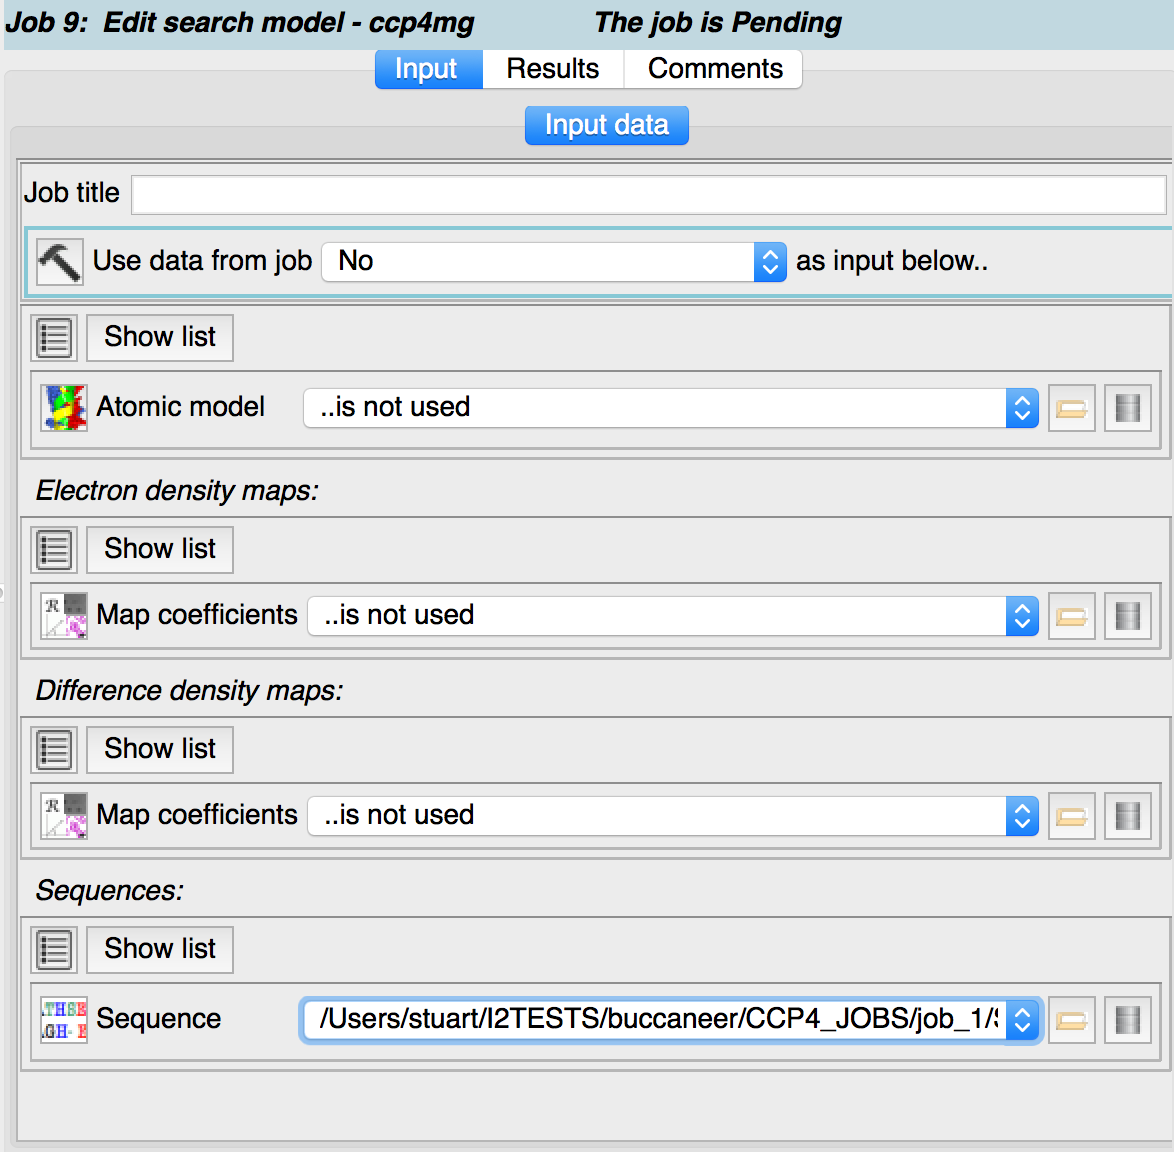 Job 9: Edit search model - ccp4mg The job is Pending
Input Results Comments
Input data
Job title
Use data from job No as input below..
Show list
Atomic model ..is not used
Electron density maps:
Show list
Map coefficients ..is not used
Difference density maps:
Show list
Map coefficients ..is not used
Sequences:
Show list
Sequence /Users/stuart/I2TESTS/buccaneer/CCP4_JOBS/job_1/